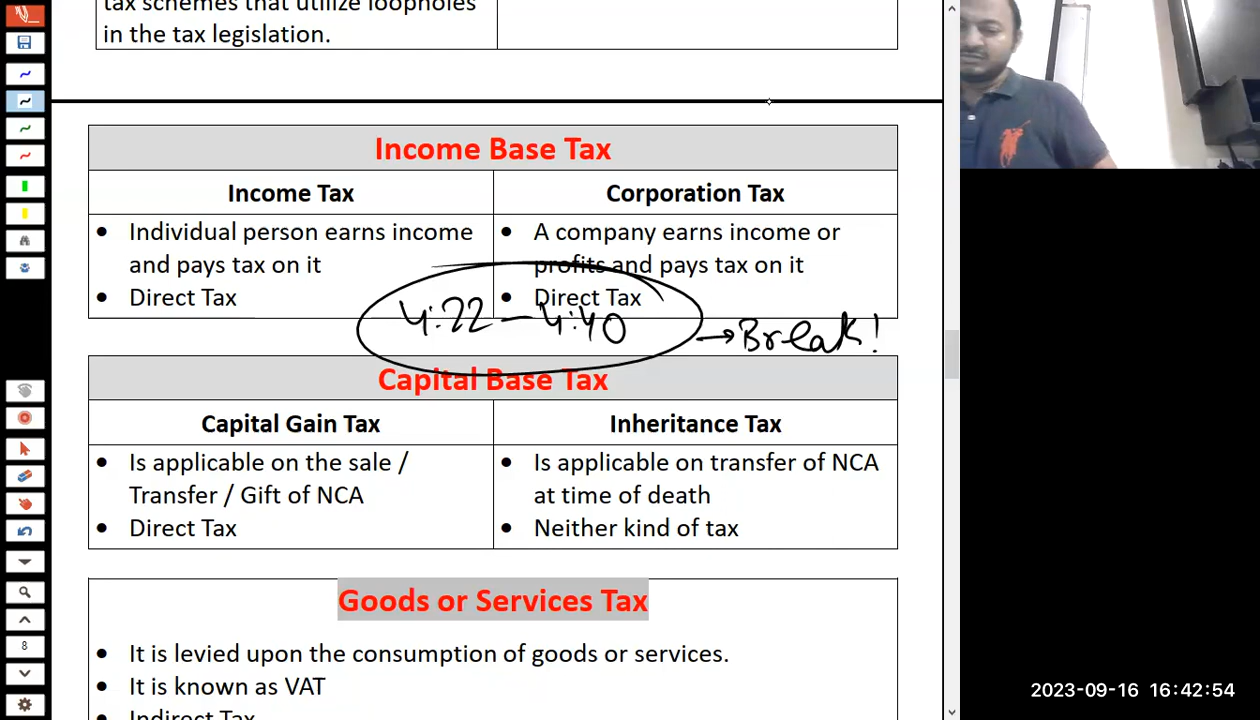 tax schemes that utilize loopholes
in the tax legislation.
Income Base Tax
Income Tax
Corporation Tax
• Individual person earns income
and pays tax on it
• Direct Tax
• A company earns income or
profits and pays tax on it
• Direct Tax
4:22 — 4:40 → Break!
Capital Base Tax
Capital Gain Tax
Inheritance Tax
• Is applicable on the sale /
Transfer / Gift of NCA
• Direct Tax
• Is applicable on transfer of NCA
at time of death
• Neither kind of tax
Goods or Services Tax
• It is levied upon the consumption of goods or services.
• It is known as VAT
• Indirect Tax
8
2023-09-16 16:42:54